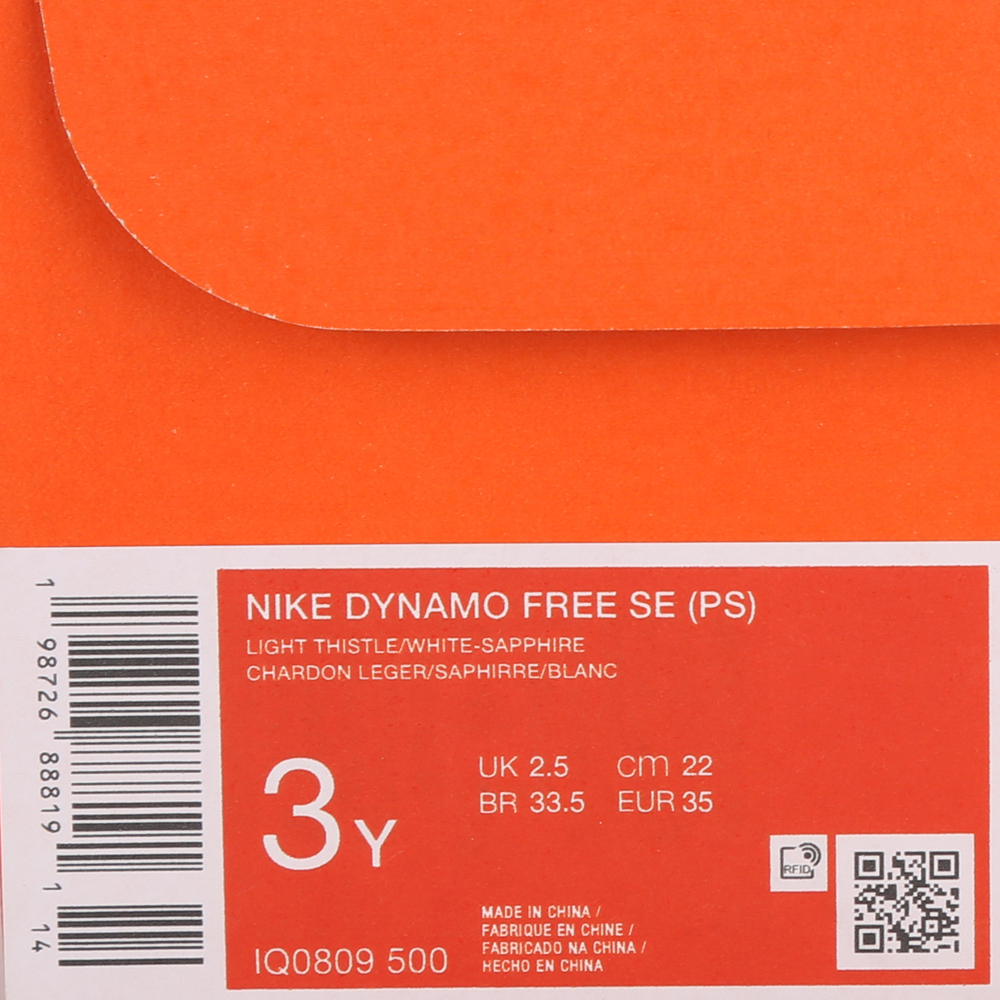 NIKE DYNAMO FREE SE (PS)
LIGHT THISTLE/WHITE-SAPPHIRE
CHARDON LEGER/SAPHIRRE/BLANC
3Y
UK 2.5 cm 22
BR 33.5 EUR 35
RFID
MADE IN CHINA /
FABRIQUE EN CHINE /
FABRICADO NA CHINA /
HECHO EN CHINA
IQ0809 500
1 98726 88819 1 14